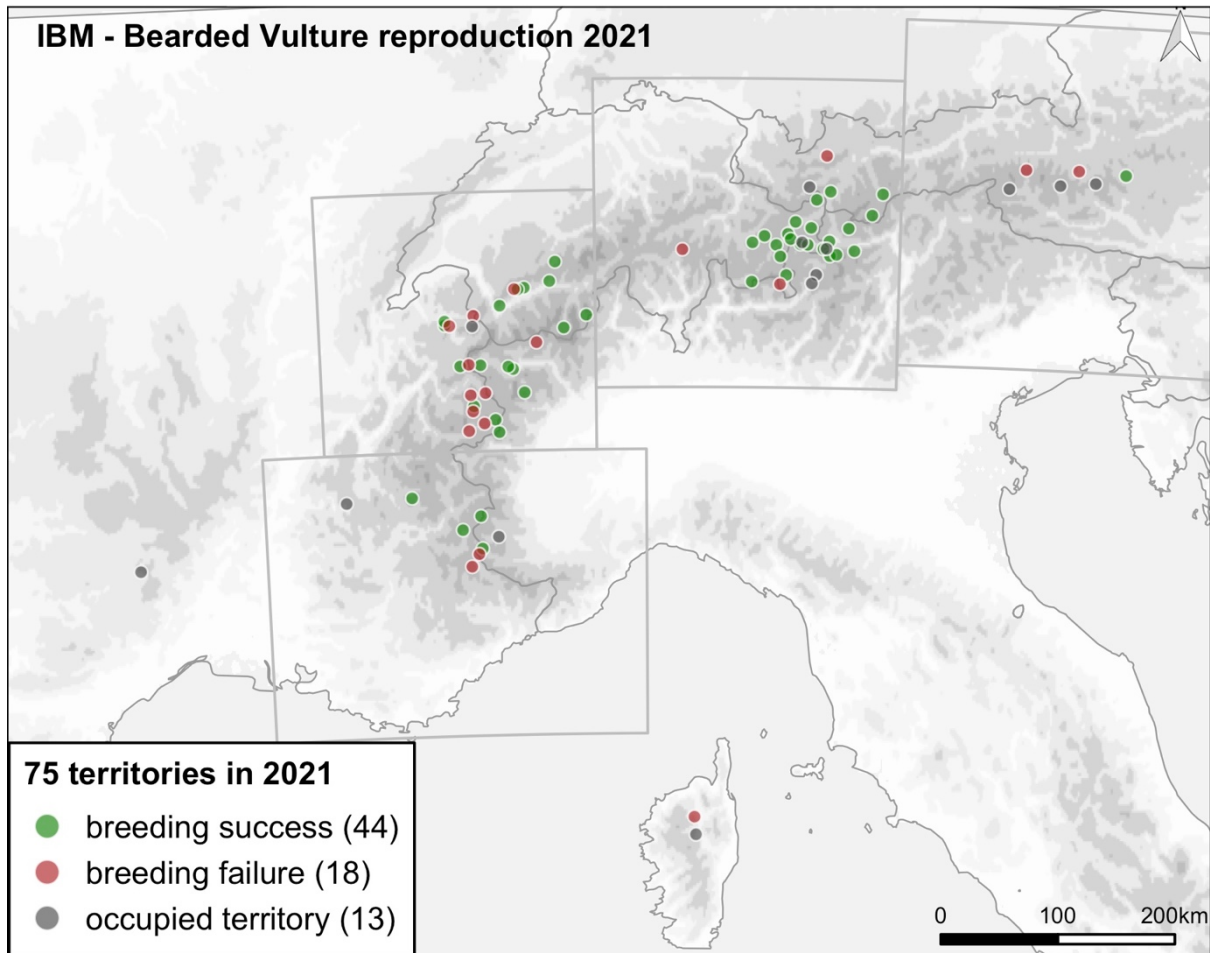 IBM - Bearded Vulture reproduction 2021
75 territories in 2021
breeding success (44)
breeding failure (18)
occupied territory (13)
0 100 200km